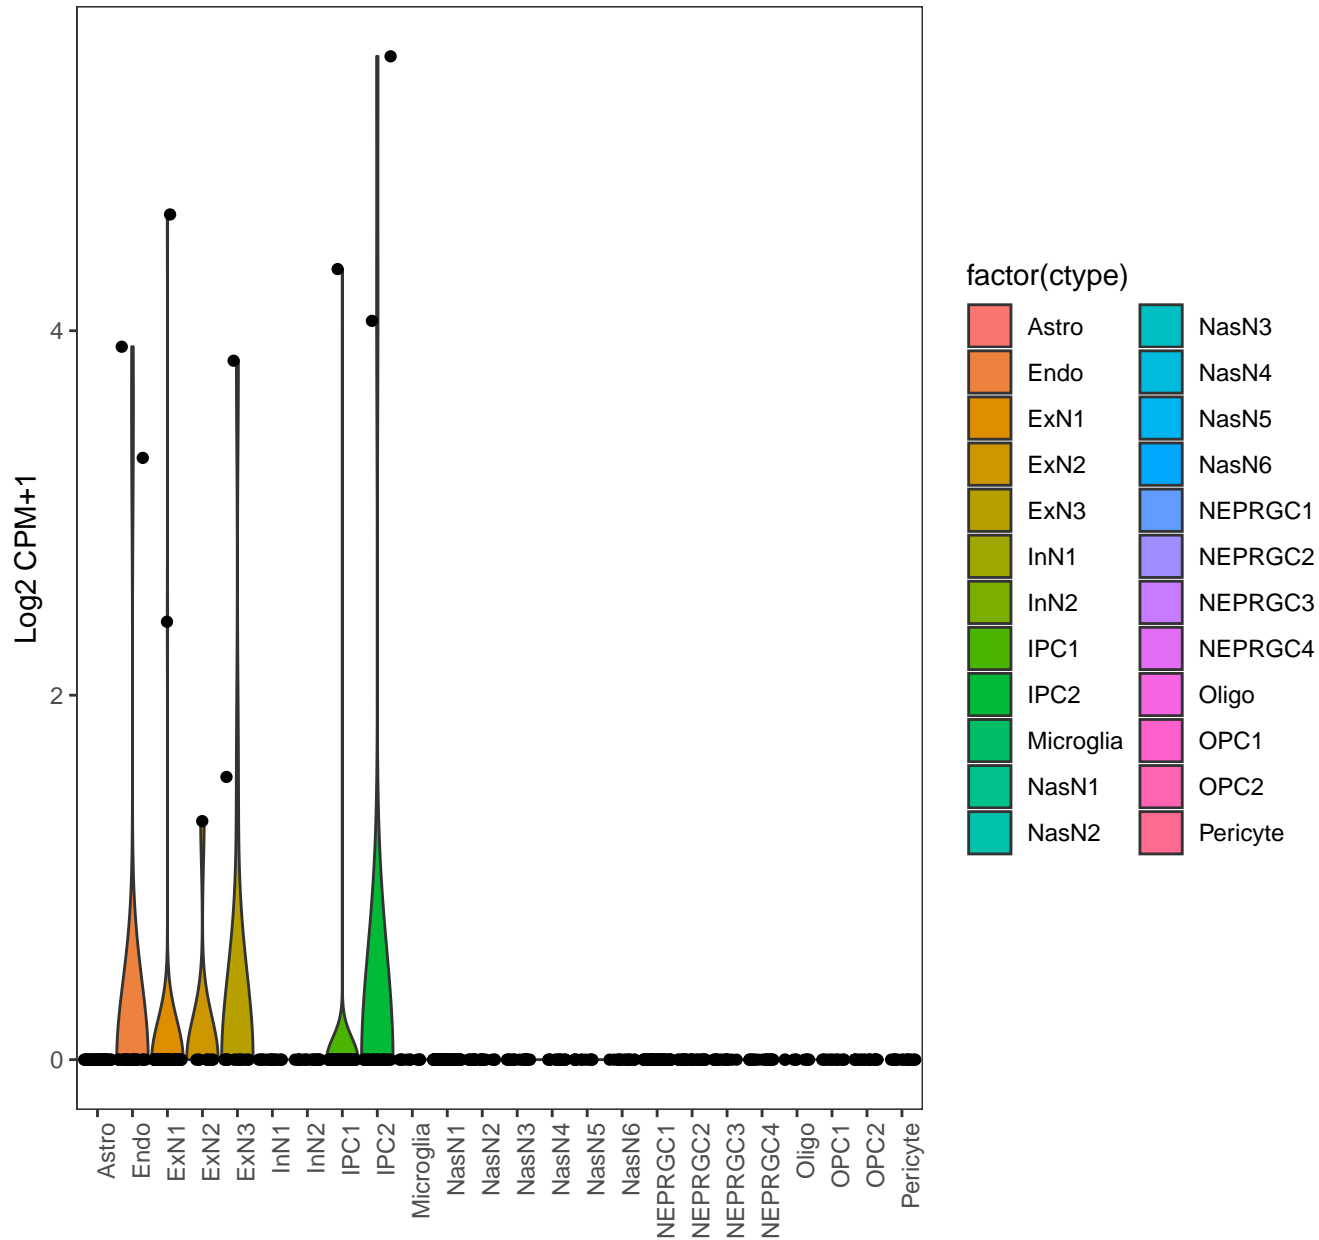 Log2 CPM+1
4
2
0
Astro
Endo
ExN1
ExN2
ExN3
InN1
InN2
IPC1
IPC2
Microglia
NasN1
NasN2
NasN3
NasN4
NasN5
NasN6
NEPRGC1
NEPRGC2
NEPRGC3
NEPRGC4
Oligo
OPC1
OPC2
Pericyte
factor(ctype)
Astro
Endo
ExN1
ExN2
ExN3
InN1
InN2
IPC1
IPC2
Microglia
NasN1
NasN2
NasN3
NasN4
NasN5
NasN6
NEPRGC1
NEPRGC2
NEPRGC3
NEPRGC4
Oligo
OPC1
OPC2
Pericyte